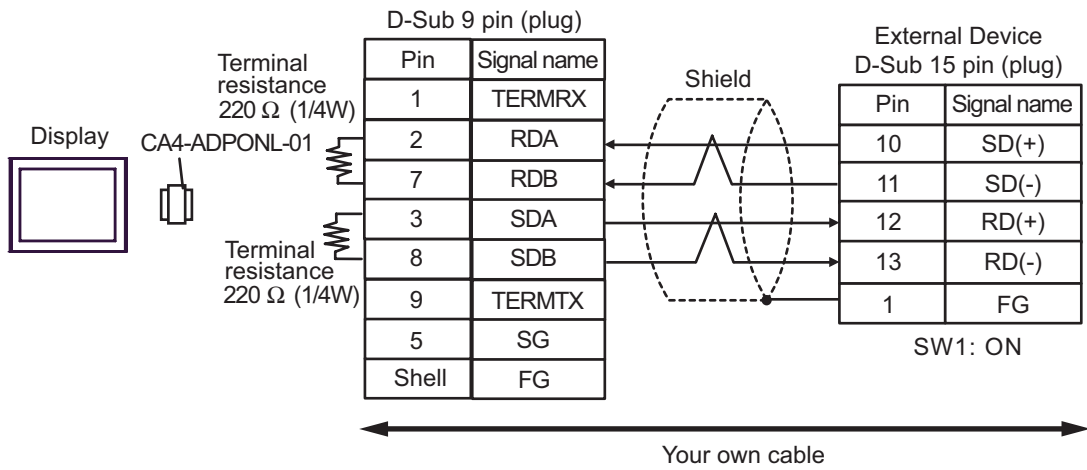 D-Sub 9 pin (plug)
External Device
D-Sub 15 pin (plug)
Display
CA4-ADPONL-01
Terminal
resistance
220 Ω (1/4W)
Terminal
resistance
220 Ω (1/4W)
Pin Signal name
1 TERMRX
2 RDA
7 RDB
3 SDA
8 SDB
9 TERMTX
5 SG
Shell FG
Shield
Pin Signal name
10 SD(+)
11 SD(-)
12 RD(+)
13 RD(-)
1 FG
SW1: ON
Your own cable